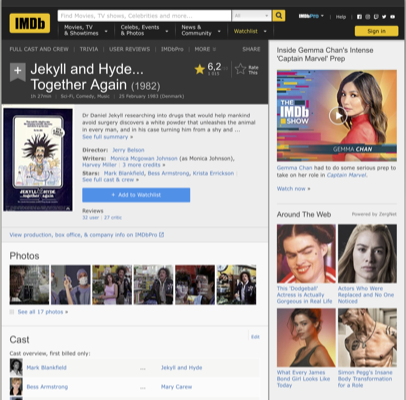 IMDb
Find Movies, TV shows, Celebrities and more...
All
IMDbPro
Help
Movies, TV
& Showtimes
Celebs, Events
& Photos
News &
Community
Watchlist
Sign in
FULL CAST AND CREW | TRIVIA | USER REVIEWS | IMDbPro | MORE
SHARE
Jekyll and Hyde...
Together Again (1982)
6,2
Rate
This
1h 27min | Sci-Fi, Comedy, Music | 25 February 1983 (Denmark)
Dr Daniel Jekyll researching into drugs that would help mankind
avoid surgery discovers a white powder that unleashes the animal
in every man, and in his case turning him from a shy and ...
See full summary »
Director: Jerry Belson
Writers: Monica Mcgowan Johnson (as Monica Johnson),
Harvey Miller | 3 more credits »
Stars: Mark Blankfield, Bess Armstrong, Krista Errickson |
See full cast & crew »
+ Add to Watchlist
Reviews
32 user | 27 critic
View production, box office, & company info on IMDbPro
Photos
See all 17 photos »
Cast
Edit
Cast overview, first billed only:
Mark Blankfield ... Jekyll and Hyde
Bess Armstrong ... Mary Carew
Inside Gemma Chan's Intense
'Captain Marvel' Prep
THE
IMDb
SHOW
GEMMA CHAN
Gemma Chan had to do some serious prep to
take on her role in Captain Marvel.
Watch now »
Around The Web
Powered by ZergNet
This 'Dodgeball'
Actress is Actually
Gorgeous in Real Life
Actors Who Were
Replaced and No One
Noticed
What Every James
Bond Girl Looks Like
Today
Simon Pegg's Insane
Body Transformation
for a Role